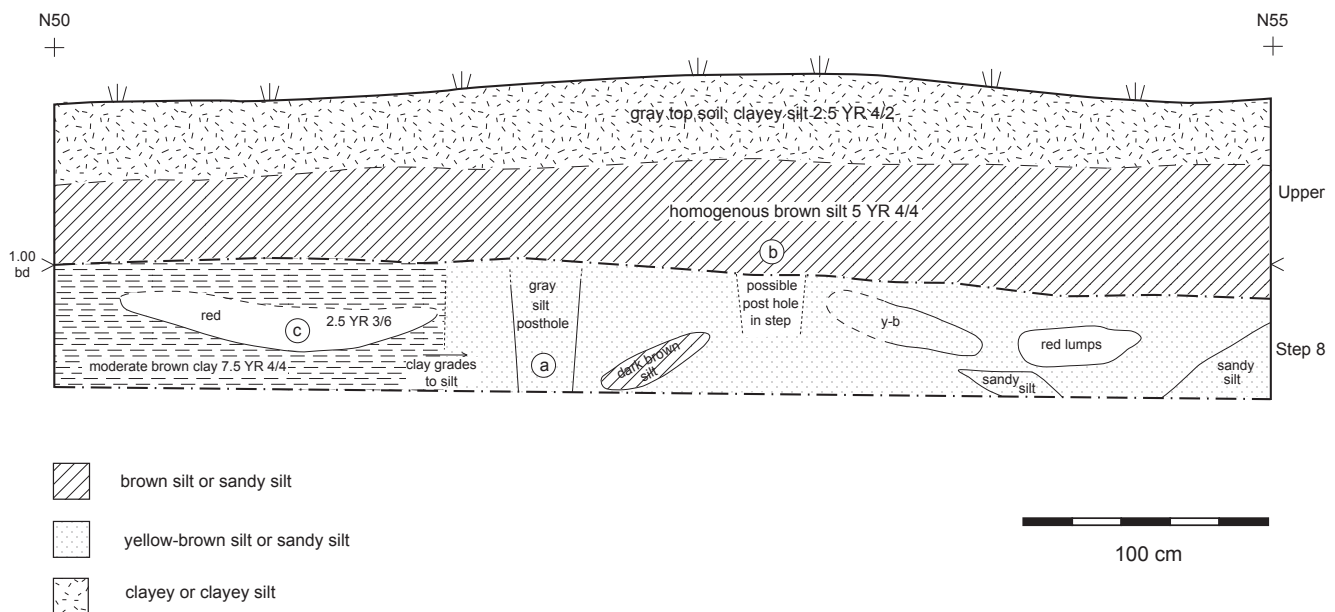 N50
N55
gray top soil, clayey silt 2.5 YR 4/2
Upper
homogenous brown silt 5 YR 4/4
1.00
bd
b
gray
silt
posthole
possible
post hole
in step
red
2.5 YR 3/6
c
y-b
red lumps
Step 8
moderate brown clay 7.5 YR 4/4
clay grades
to silt
a
dark brown
silt
sandy
silt
sandy
silt
brown silt or sandy silt
yellow-brown silt or sandy silt
100 cm
clayey or clayey silt